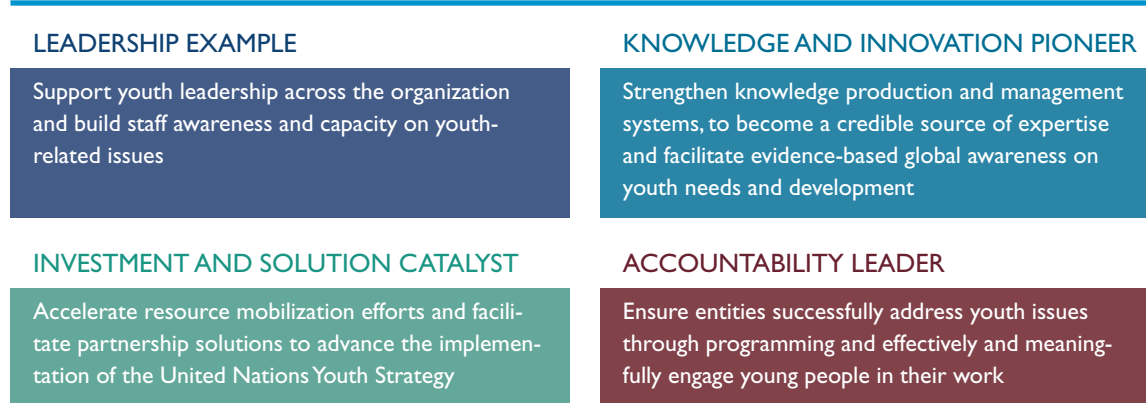 LEADERSHIP EXAMPLE
Support youth leadership across the organization
and build staff awareness and capacity on youth-
related issues
KNOWLEDGE AND INNOVATION PIONEER
Strengthen knowledge production and management
systems, to become a credible source of expertise
and facilitate evidence-based global awareness on
youth needs and development
INVESTMENT AND SOLUTION CATALYST
Accelerate resource mobilization efforts and facili-
tate partnership solutions to advance the implemen-
tation of the United Nations Youth Strategy
ACCOUNTABILITY LEADER
Ensure entities successfully address youth issues
through programming and effectively and meaning-
fully engage young people in their work